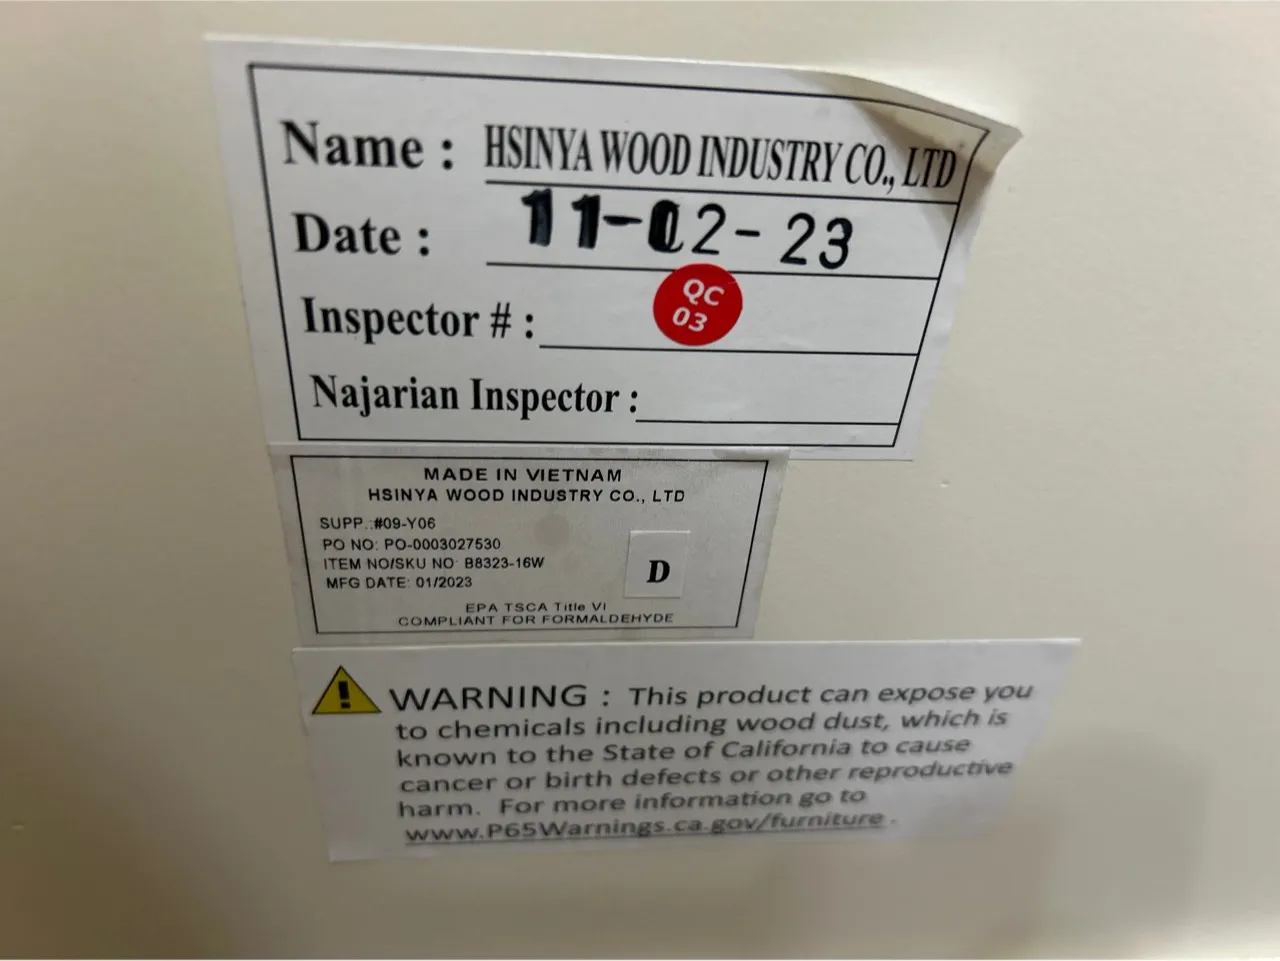 Name : HSINYA WOOD INDUSTRY CO., LTD
Date : 11-02-23
Inspector # : QC 03
Najarian Inspector :
MADE IN VIETNAM
HSINYA WOOD INDUSTRY CO., LTD
SUPP.:#09-Y06
PO NO: PO-0003027530
ITEM NO/SKU NO: B8323-16W
MFG DATE: 01/2023
D
EPA TSCA Title VI
COMPLIANT FOR FORMALDEHYDE
WARNING : This product can expose you
to chemicals including wood dust, which is
known to the State of California to cause
cancer or birth defects or other reproductive
harm. For more information go to
www.P65Warnings.ca.gov/furniture .